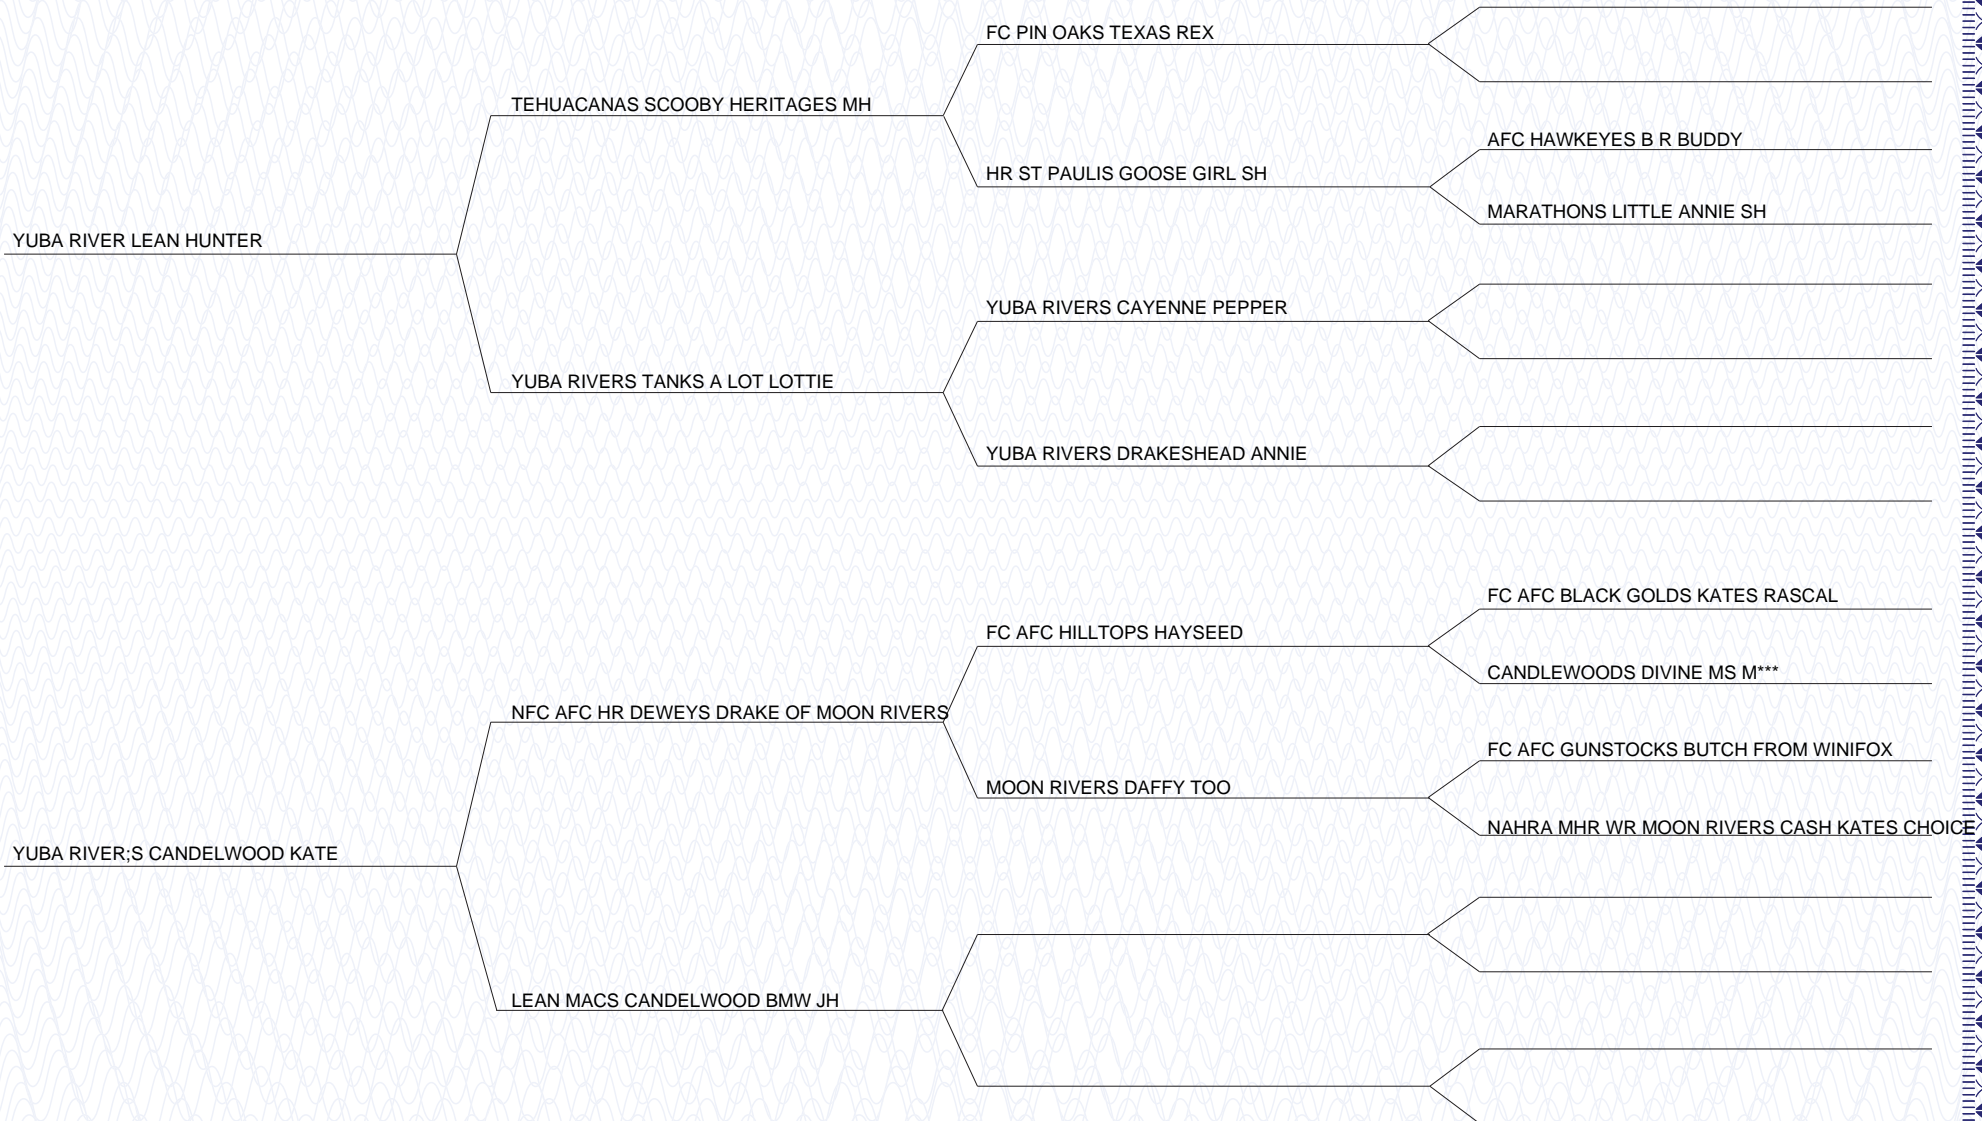 FC PIN OAKS TEXAS REX
TEHUACANAS SCOOBY HERITAGES MH
AFC HAWKEYES B R BUDDY
HR ST PAULIS GOOSE GIRL SH
MARATHONS LITTLE ANNIE SH
YUBA RIVER LEAN HUNTER
YUBA RIVERS CAYENNE PEPPER
YUBA RIVERS TANKS A LOT LOTTIE
YUBA RIVERS DRAKESHEAD ANNIE
FC AFC BLACK GOLDS KATES RASCAL
FC AFC HILLTOPS HAYSEED
CANDLEWOODS DIVINE MS M***
NFC AFC HR DEWEYS DRAKE OF MOON RIVERS
FC AFC GUNSTOCKS BUTCH FROM WINIFOX
MOON RIVERS DAFFY TOO
NAHRA MHR WR MOON RIVERS CASH KATES CHOICE
YUBA RIVER;S CANDELWOOD KATE
LEAN MACS CANDELWOOD BMW JH